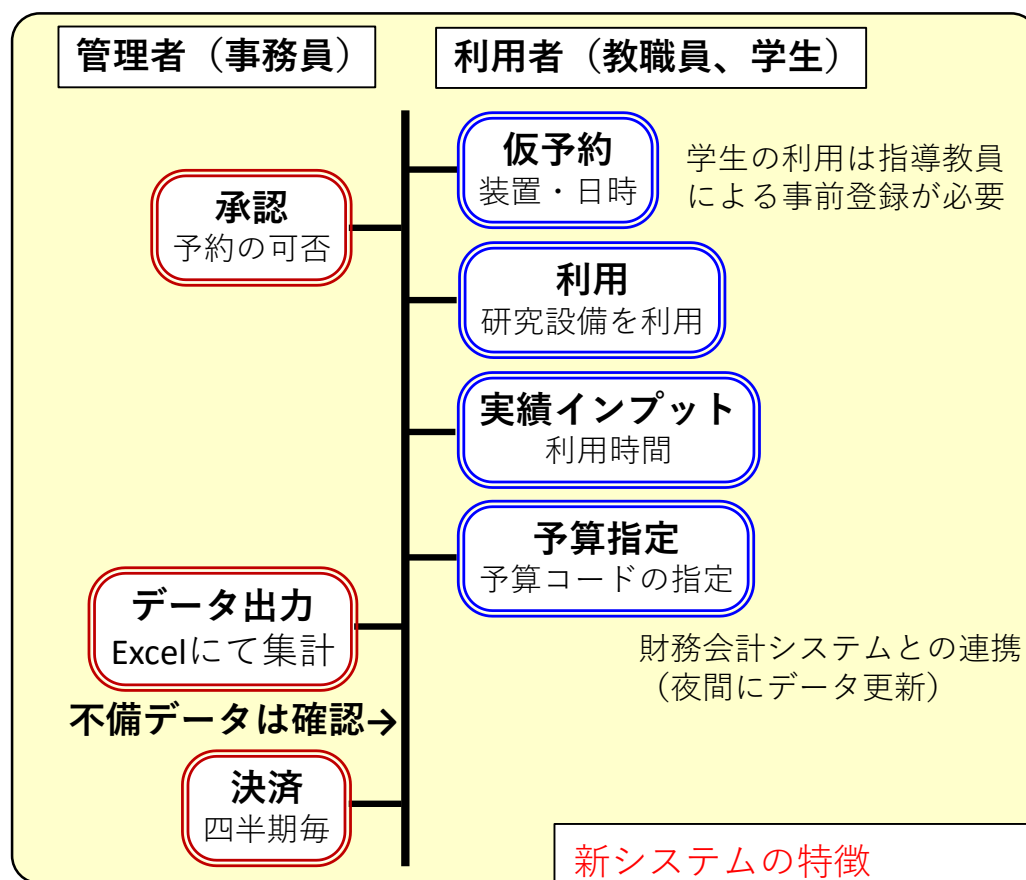 管理者（事務員）
利用者（教職員、学生）
仮予約
装置・日時
学生の利用は指導教員
による事前登録が必要
承認
予約の可否
利用
研究設備を利用
実績インプット
利用時間
予算指定
予算コードの指定
データ出力
Excelにて集計
財務会計システムとの連携
（夜間にデータ更新）
不備データは確認→
決済
四半期毎
新システムの特徴